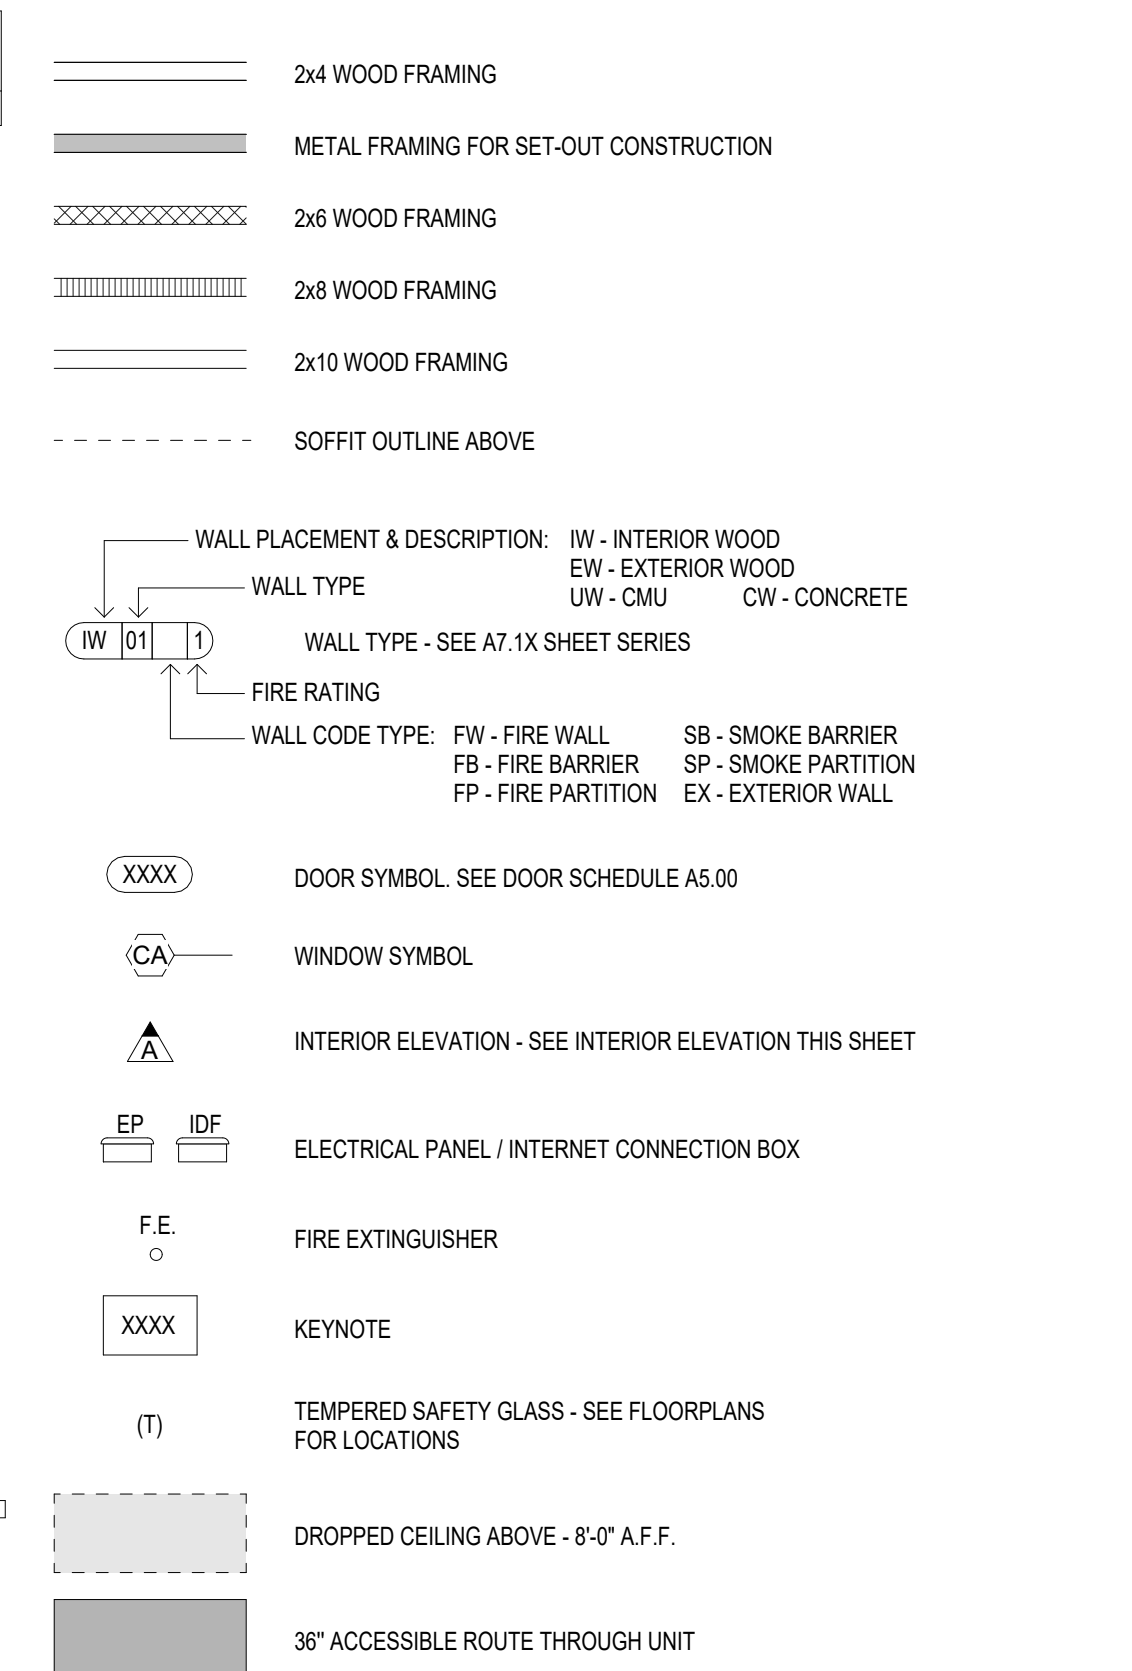 2x4 WOOD FRAMING
METAL FRAMING FOR SET-OUT CONSTRUCTION
2x6 WOOD FRAMING
2x8 WOOD FRAMING
2x10 WOOD FRAMING
SOFFIT OUTLINE ABOVE
WALL PLACEMENT & DESCRIPTION: IW - INTERIOR WOOD
EW - EXTERIOR WOOD
WALL TYPE
UW - CMU CW - CONCRETE
IW 01 1 WALL TYPE - SEE A7.1X SHEET SERIES
FIRE RATING
WALL CODE TYPE: FW - FIRE WALL SB - SMOKE BARRIER
FB - FIRE BARRIER SP - SMOKE PARTITION
FP - FIRE PARTITION EX - EXTERIOR WALL
XXXX DOOR SYMBOL. SEE DOOR SCHEDULE A5.00
CA WINDOW SYMBOL
A INTERIOR ELEVATION - SEE INTERIOR ELEVATION THIS SHEET
EP IDF
ELECTRICAL PANEL / INTERNET CONNECTION BOX
F.E.
FIRE EXTINGUISHER
XXXX KEYNOTE
(T) TEMPERED SAFETY GLASS - SEE FLOORPLANS
FOR LOCATIONS
DROPPED CEILING ABOVE - 8'-0" A.F.F.
36" ACCESSIBLE ROUTE THROUGH UNIT